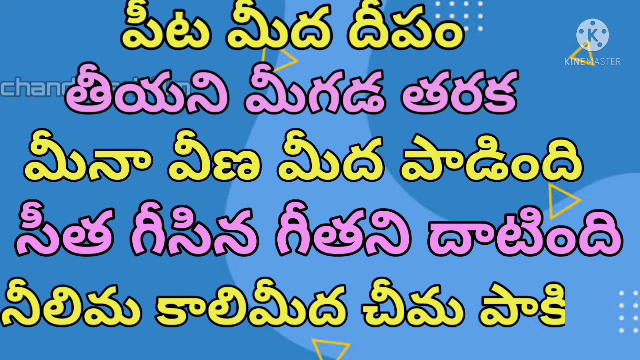 పీట మీద దీపం
KINEMASTER
తీయని మీగడ తరక
మీనా వీణ మీద పాడింది
సీత గీసిన గీతని దాటింది
నీలిమ కాలిమీద చీమ పాకి